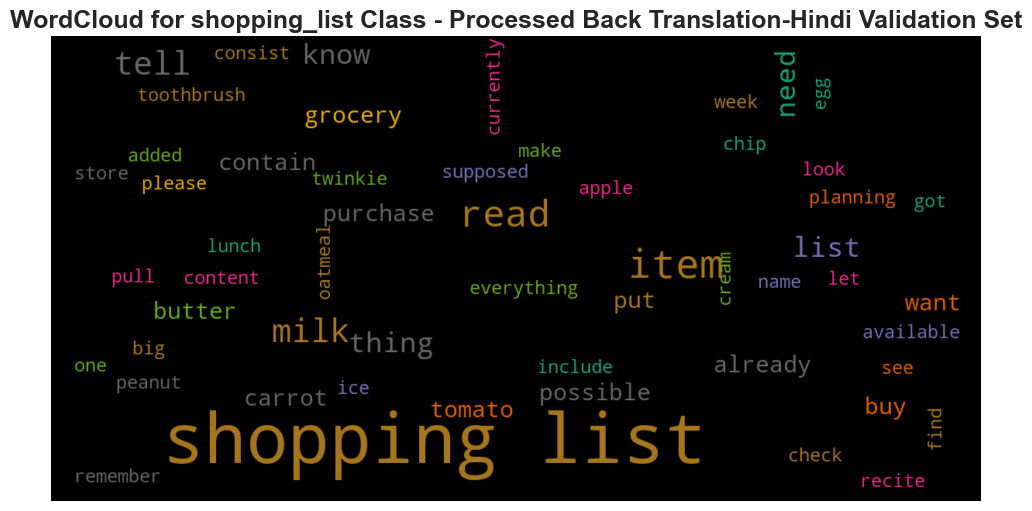 WordCloud for shopping_list Class - Processed Back Translation-Hindi Validation Set
tell
consist
know
currently
need
egg
toothbrush
week
grocery
added
store
please
contain
twinkie
make
supposed
apple
chip
look
planning
got
purchase
read
lunch
oatmeal
item
list
pull
content
everything
cream
name
let
butter
put
want
milk
thing
available
big
one
peanut
include
already
see
carrot
ice
possible
tomato
buy
find
shopping list
check
remember
recite